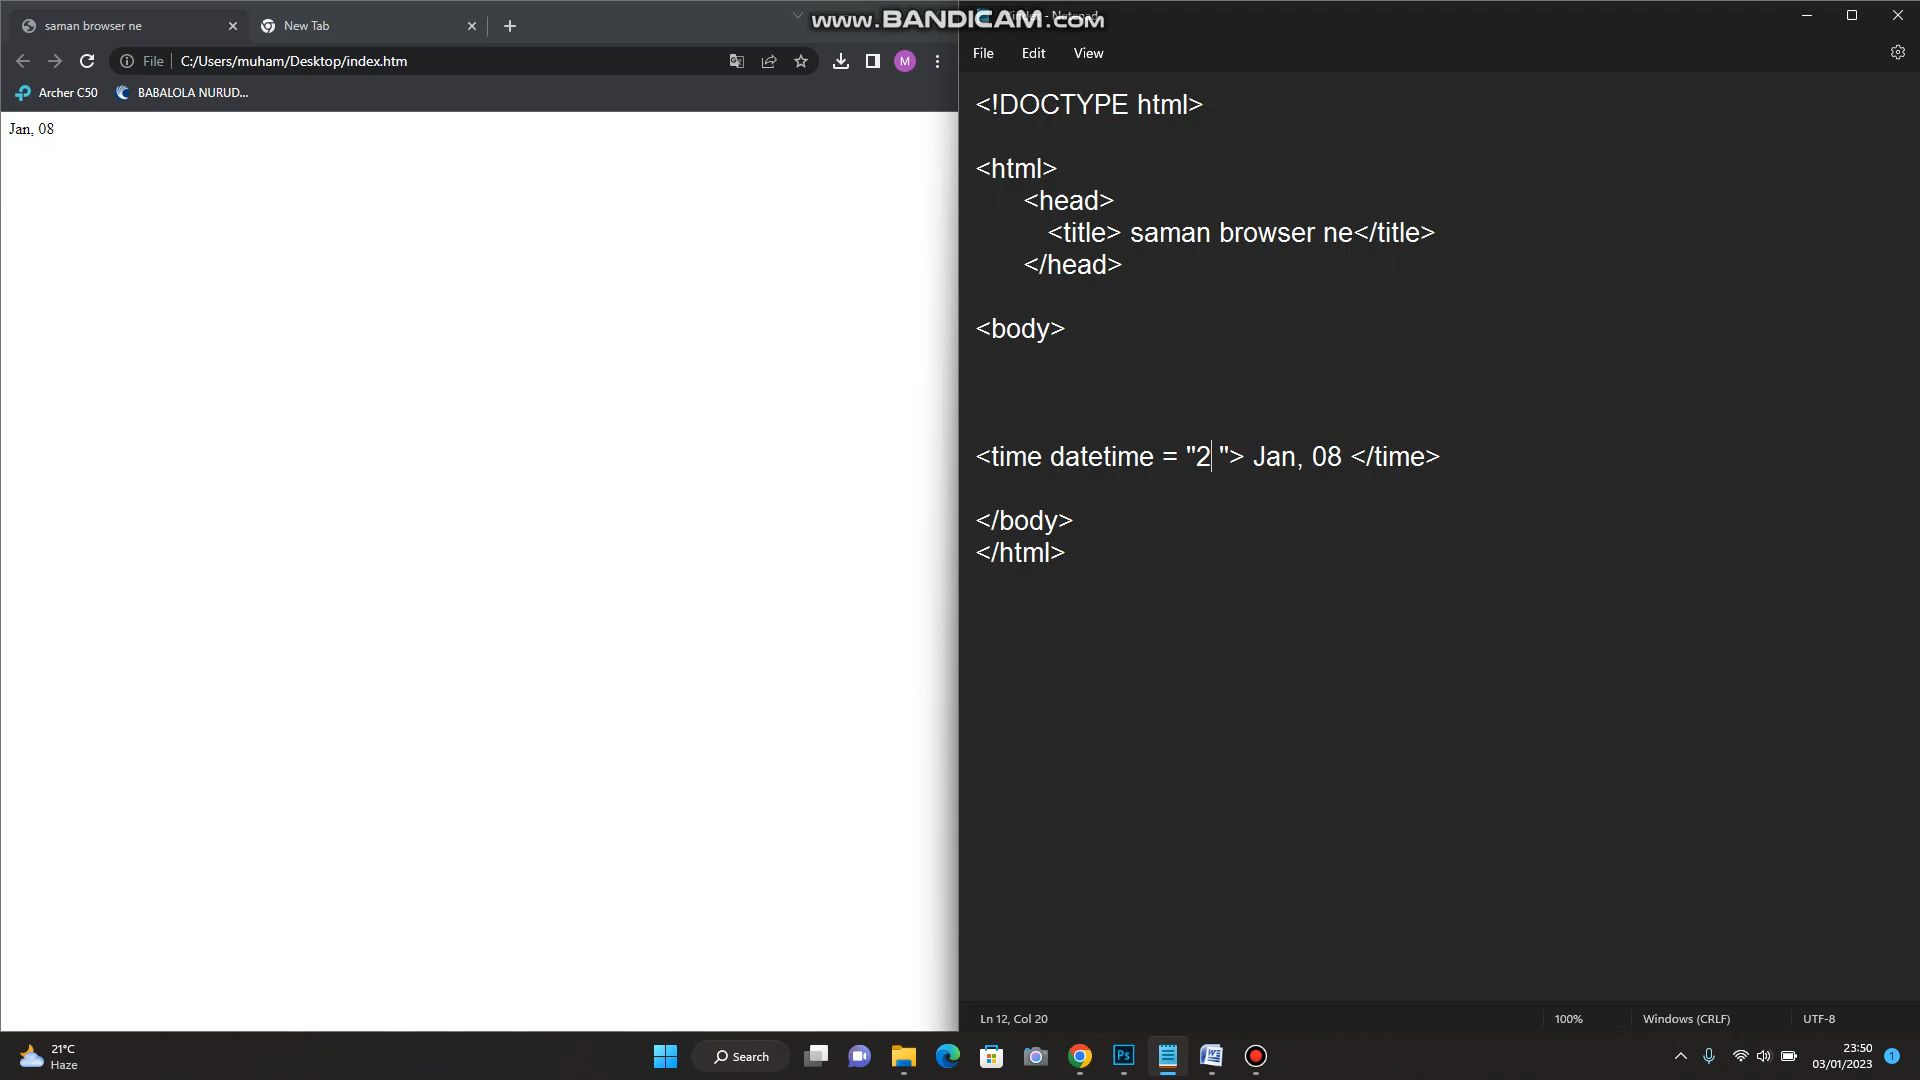 saman browser ne
New Tab
www.BANDICAM.com
File
C:/Users/muham/Desktop/index.htm
M
Archer C50
BABALOLA NURUD...
Jan, 08
File
Edit
View
<!DOCTYPE html>
<html>
<head>
<title> saman browser ne</title>
</head>
<body>
<time datetime = "2 "> Jan, 08 </time>
</body>
</html>
Ln 12, Col 20
100%
Windows (CRLF)
UTF-8
21°C
Haze
Search
Ps
23:50
03/01/2023
1